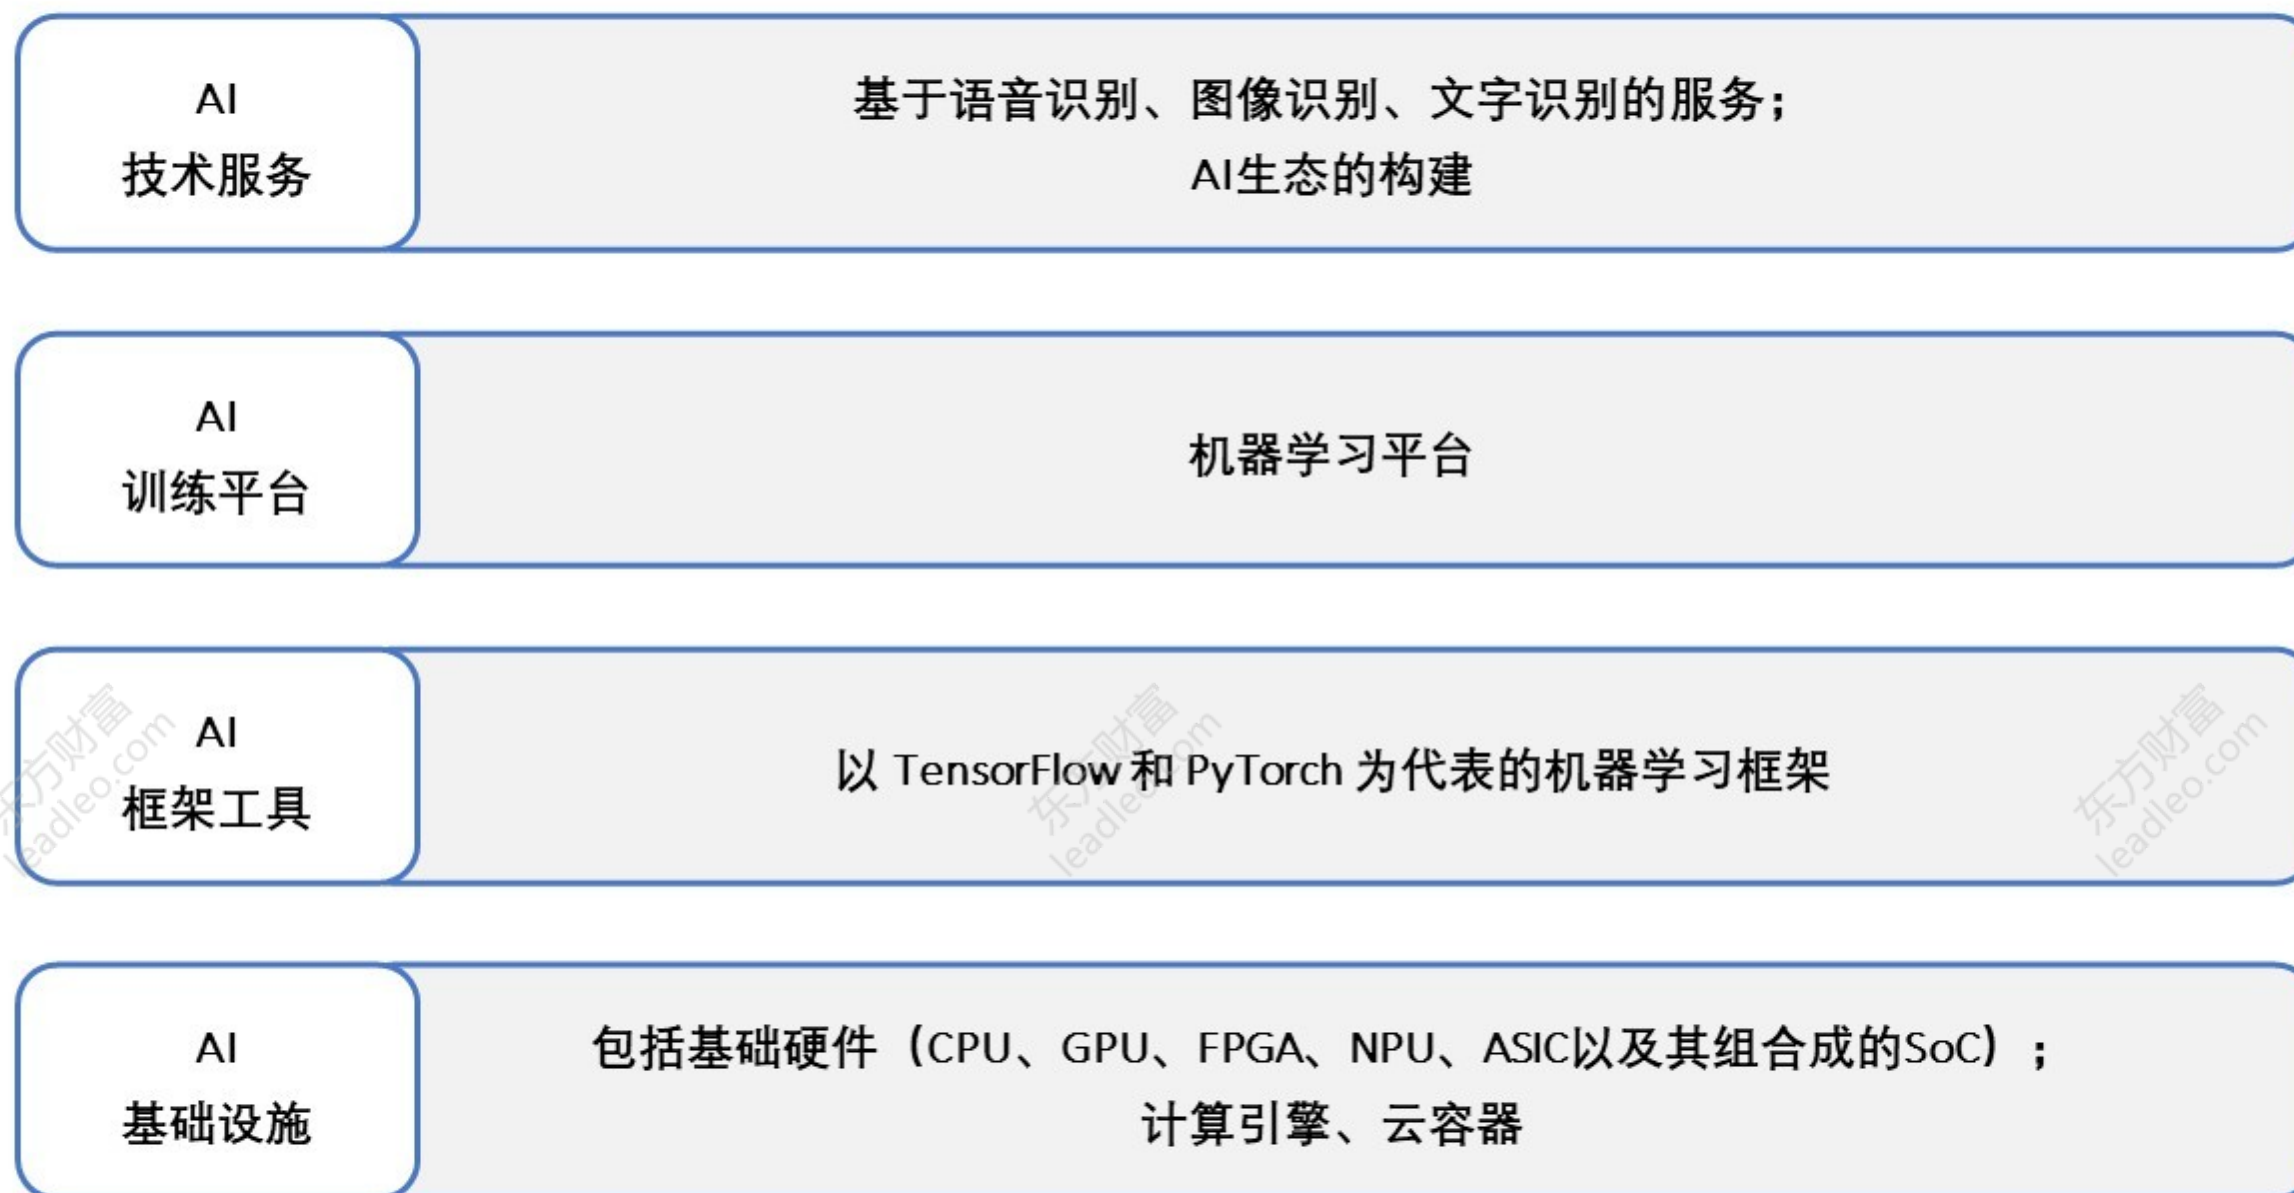 AI
技术服务
基于语音识别、图像识别、文字识别的服务；
AI生态的构建
AI
训练平台
机器学习平台
AI
框架工具
以 TensorFlow 和 PyTorch 为代表的机器学习框架
AI
基础设施
包括基础硬件（CPU、GPU、FPGA、NPU、ASIC以及其组合成的SoC）；
计算引擎、云容器
东方财富
leadleo.com
东方财富
leadleo.com
东方财富
leadleo.com